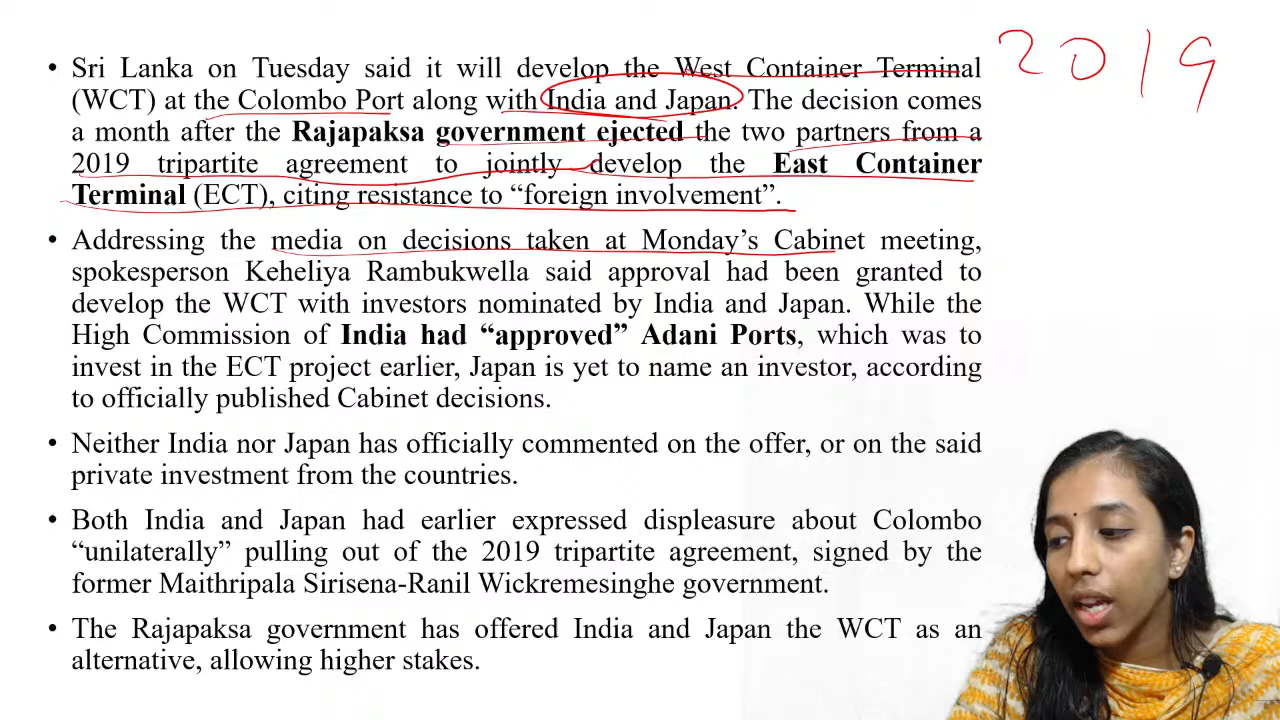 • Sri Lanka on Tuesday said it will develop the West Container Terminal
(WCT) at the Colombo Port along with India and Japan. The decision comes
a month after the Rajapaksa government ejected the two partners from a
2019 tripartite agreement to jointly develop the East Container
Terminal (ECT), citing resistance to “foreign involvement”.
• Addressing the media on decisions taken at Monday’s Cabinet meeting,
spokesperson Keheliya Rambukwella said approval had been granted to
develop the WCT with investors nominated by India and Japan. While the
High Commission of India had “approved” Adani Ports, which was to
invest in the ECT project earlier, Japan is yet to name an investor, according
to officially published Cabinet decisions.
• Neither India nor Japan has officially commented on the offer, or on the said
private investment from the countries.
• Both India and Japan had earlier expressed displeasure about Colombo
“unilaterally” pulling out of the 2019 tripartite agreement, signed by the
former Maithripala Sirisena-Ranil Wickremesinghe government.
• The Rajapaksa government has offered India and Japan the WCT as an
alternative, allowing higher stakes.
2019